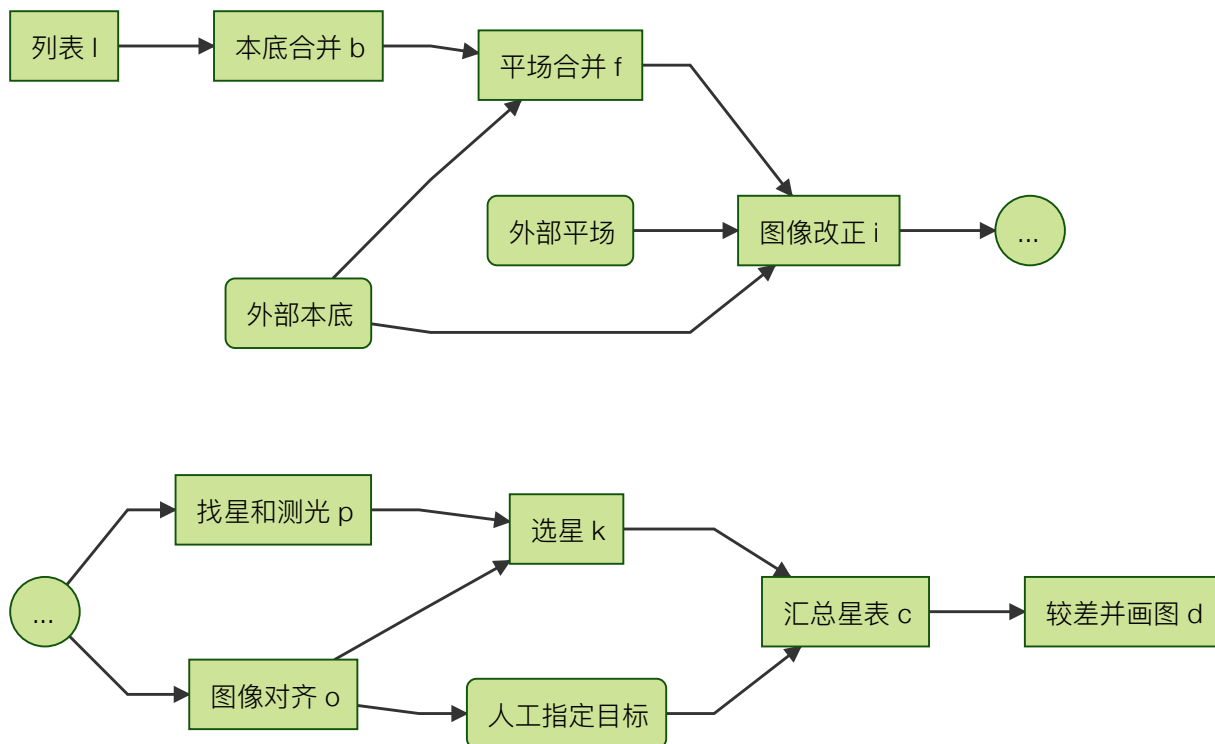 列表 l
本底合并 b
平场合并 f
外部平场
图像改正 i
...
外部本底
找星和测光 p
选星 k
...
汇总星表 c
较差并画图 d
图像对齐 o
人工指定目标